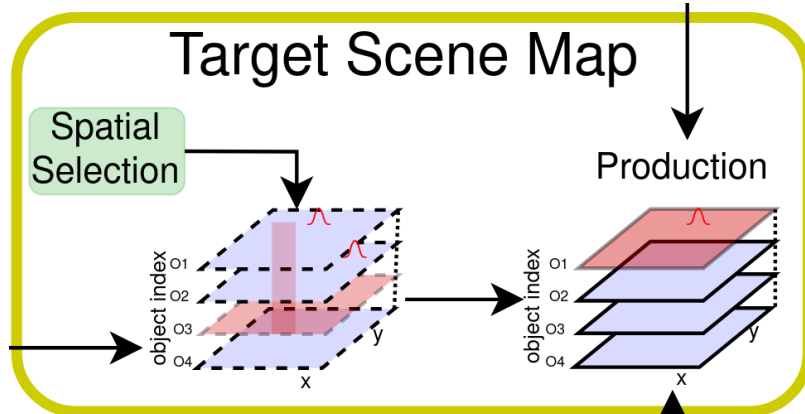 Target Scene Map
Spatial
Selection
Production
object index
O1
O2
O3
O4
x
y
object index
O1
O2
O3
O4
x
y